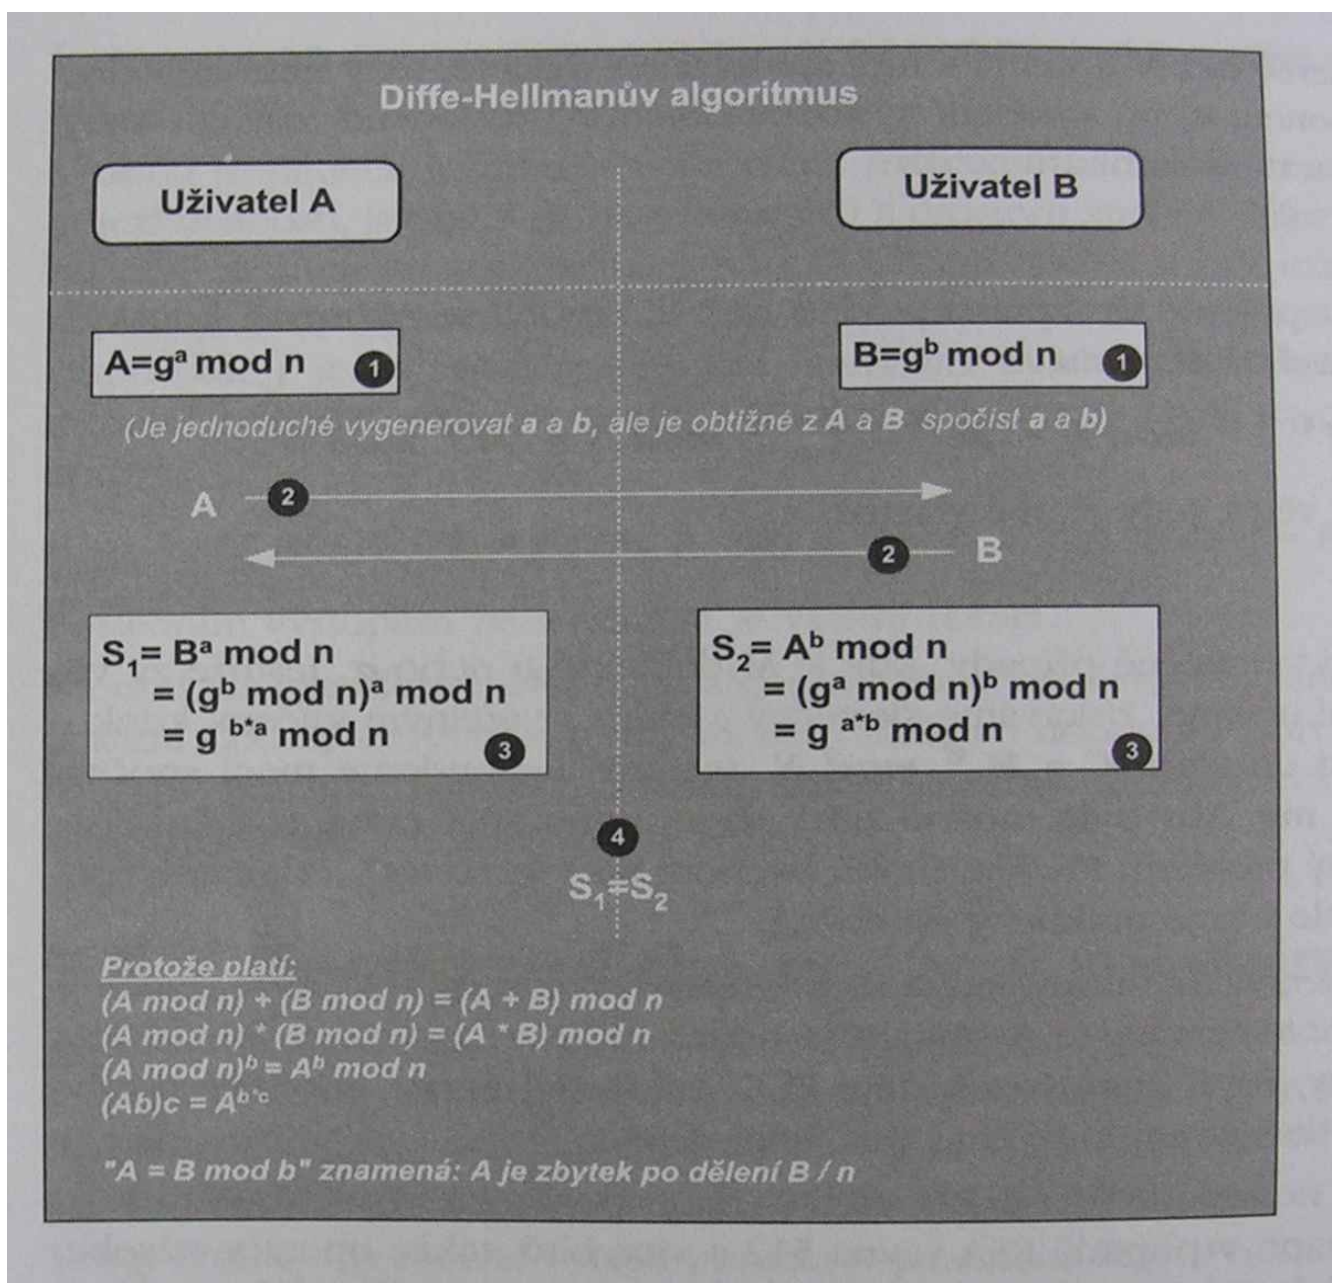 Diffe-Hellmanův algoritmus
Uživatel A
Uživatel B
A=gᵃ mod n 1
B=gᵇ mod n 1
(Je jednoduché vygenerovat a a b, ale je obtížné z A a B spočíst a a b)
A 2
2 B
S₁= Bᵃ mod n
= (gᵇ mod n)ᵃ mod n
= g ᵇ*ᵃ mod n 3
S₂= Aᵇ mod n
= (gᵃ mod n)ᵇ mod n
= g ᵃ*ᵇ mod n 3
4
S₁=S₂
Protože platí:
(A mod n) + (B mod n) = (A + B) mod n
(A mod n) * (B mod n) = (A * B) mod n
(A mod n)ᵇ = Aᵇ mod n
(Ab)c = Aᵇ*ᶜ
"A = B mod b" znamená: A je zbytek po dělení B / n